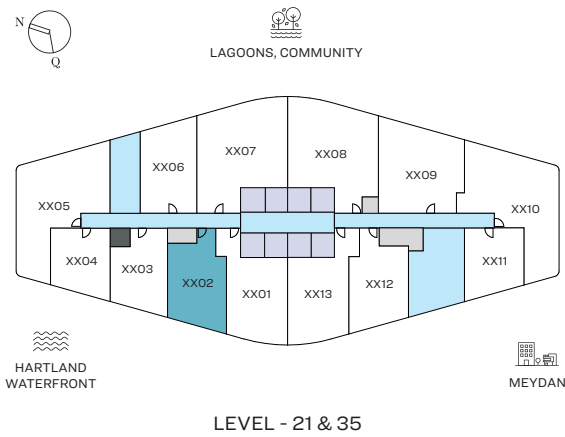 N
Q
LAGOONS, COMMUNITY
XX07
XX08
XX06
XX09
XX05
XX10
XX04
XX03
XX02
XX01
XX13
XX12
XX11
HARTLAND
WATERFRONT
MEYDAN
LEVEL - 21 & 35